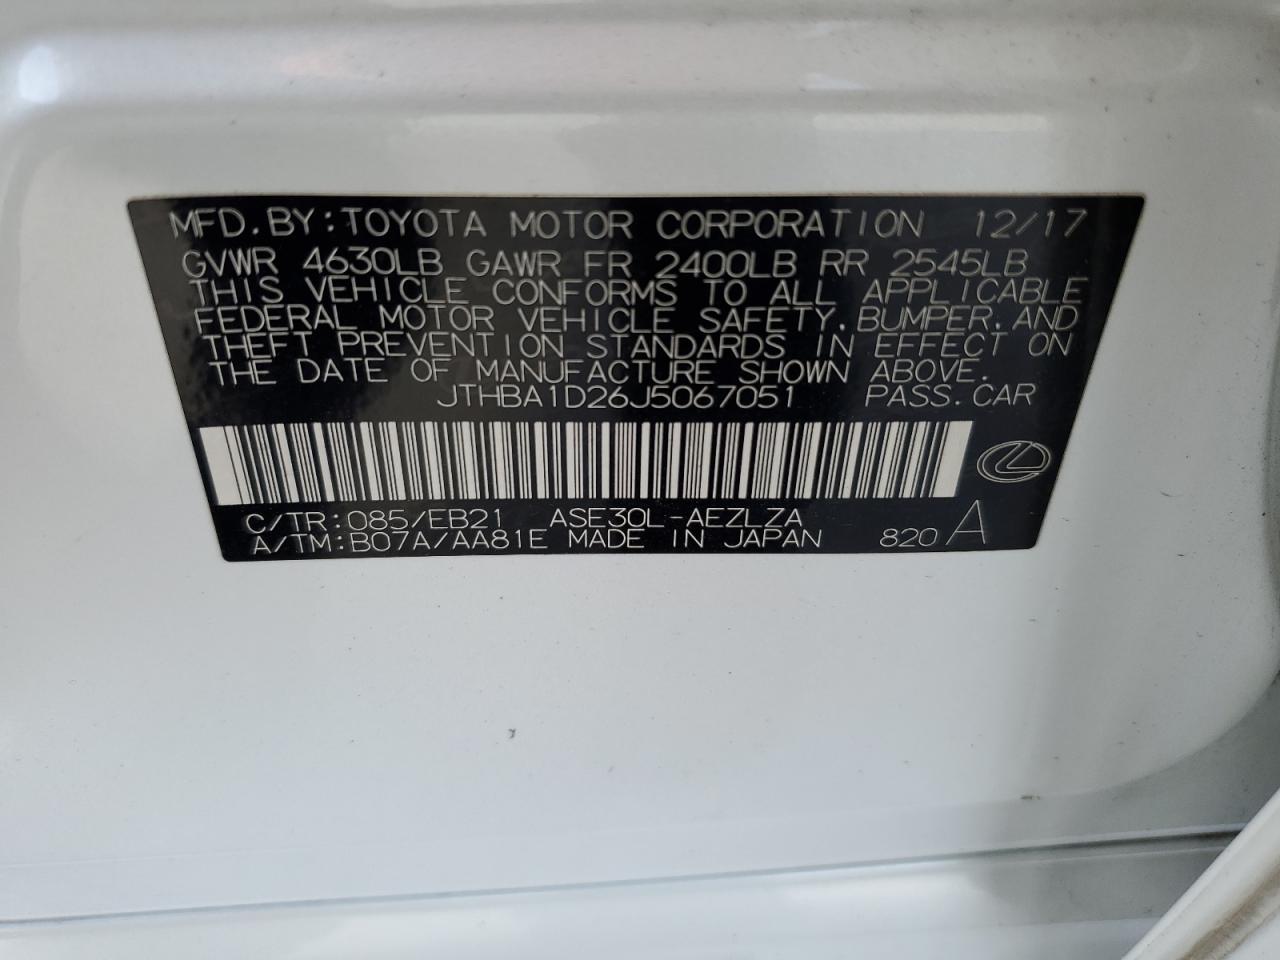 MFD. BY: TOYOTA MOTOR CORPORATION 12/17
GVWR 4630LB GAWR FR 2400LB RR 2545LB
THIS VEHICLE CONFORMS TO ALL APPLICABLE
FEDERAL MOTOR VEHICLE SAFETY, BUMPER, AND
THEFT PREVENTION STANDARDS IN EFFECT ON
THE DATE OF MANUFACTURE SHOWN ABOVE.
JTHBA1D26J5067051 PASS. CAR
C/TR: 085/EB21 ASE30L-AEZLZA
A/TM: B07A/AA81E MADE IN JAPAN 820 A